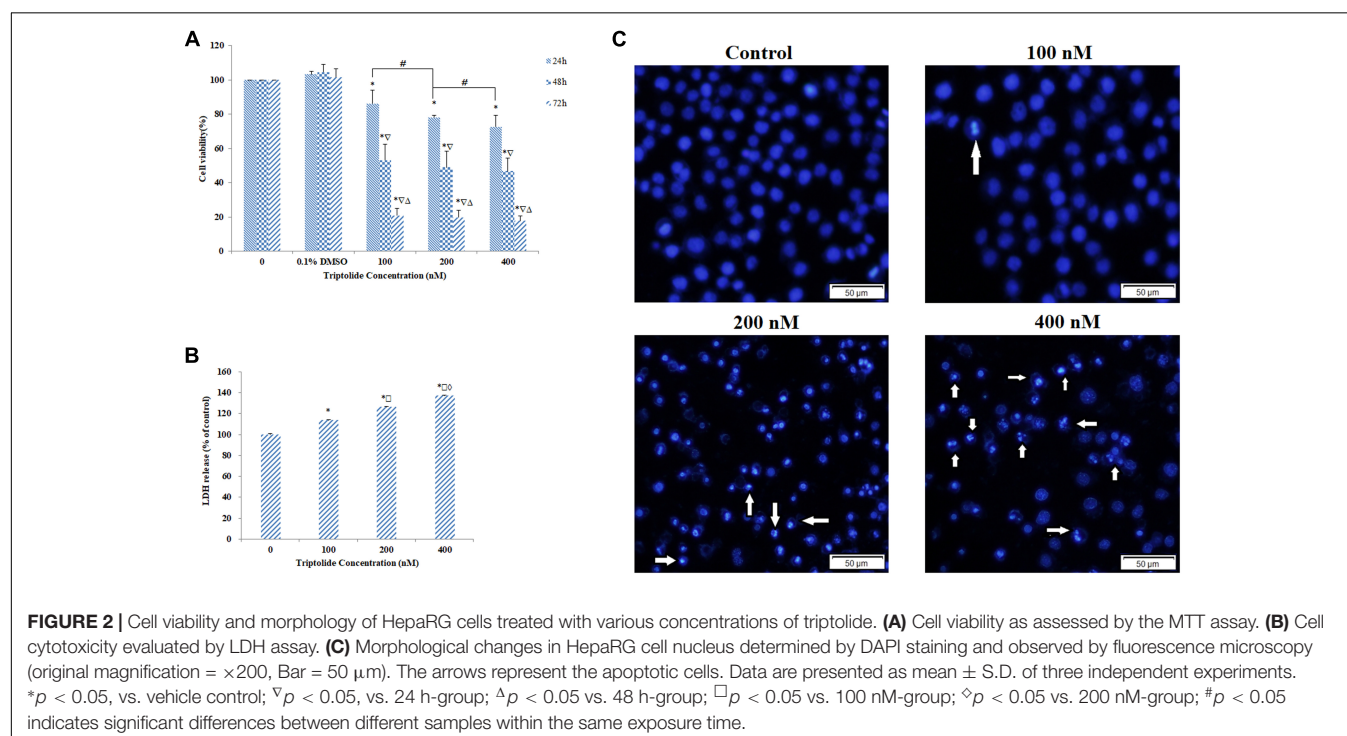 A
120
100
80
60
40
20
0
Cell viability(%)
24h
48h
72h
#
#
*
*
*
*∇
*∇
*∇
*∇Δ
*∇Δ
*∇Δ
0
0.1% DMSO
100
200
400
Triptolide Concentration (nM)
B
160
140
120
100
80
60
40
20
0
LDH release (% of control)
*
*□
*□◊
0
100
200
400
Triptolide Concentration (nM)
C
Control
100 nM
50 µm
50 µm
200 nM
400 nM
50 µm
50 µm
FIGURE 2 | Cell viability and morphology of HepaRG cells treated with various concentrations of triptolide. (A) Cell viability as assessed by the MTT assay. (B) Cell
cytotoxicity evaluated by LDH assay. (C) Morphological changes in HepaRG cell nucleus determined by DAPI staining and observed by fluorescence microscopy
(original magnification = ×200, Bar = 50 µm). The arrows represent the apoptotic cells. Data are presented as mean ± S.D. of three independent experiments.
*p < 0.05, vs. vehicle control; ∇p < 0.05, vs. 24 h-group; Δp < 0.05 vs. 48 h-group; □p < 0.05 vs. 100 nM-group; ◊p < 0.05 vs. 200 nM-group; #p < 0.05
indicates significant differences between different samples within the same exposure time.